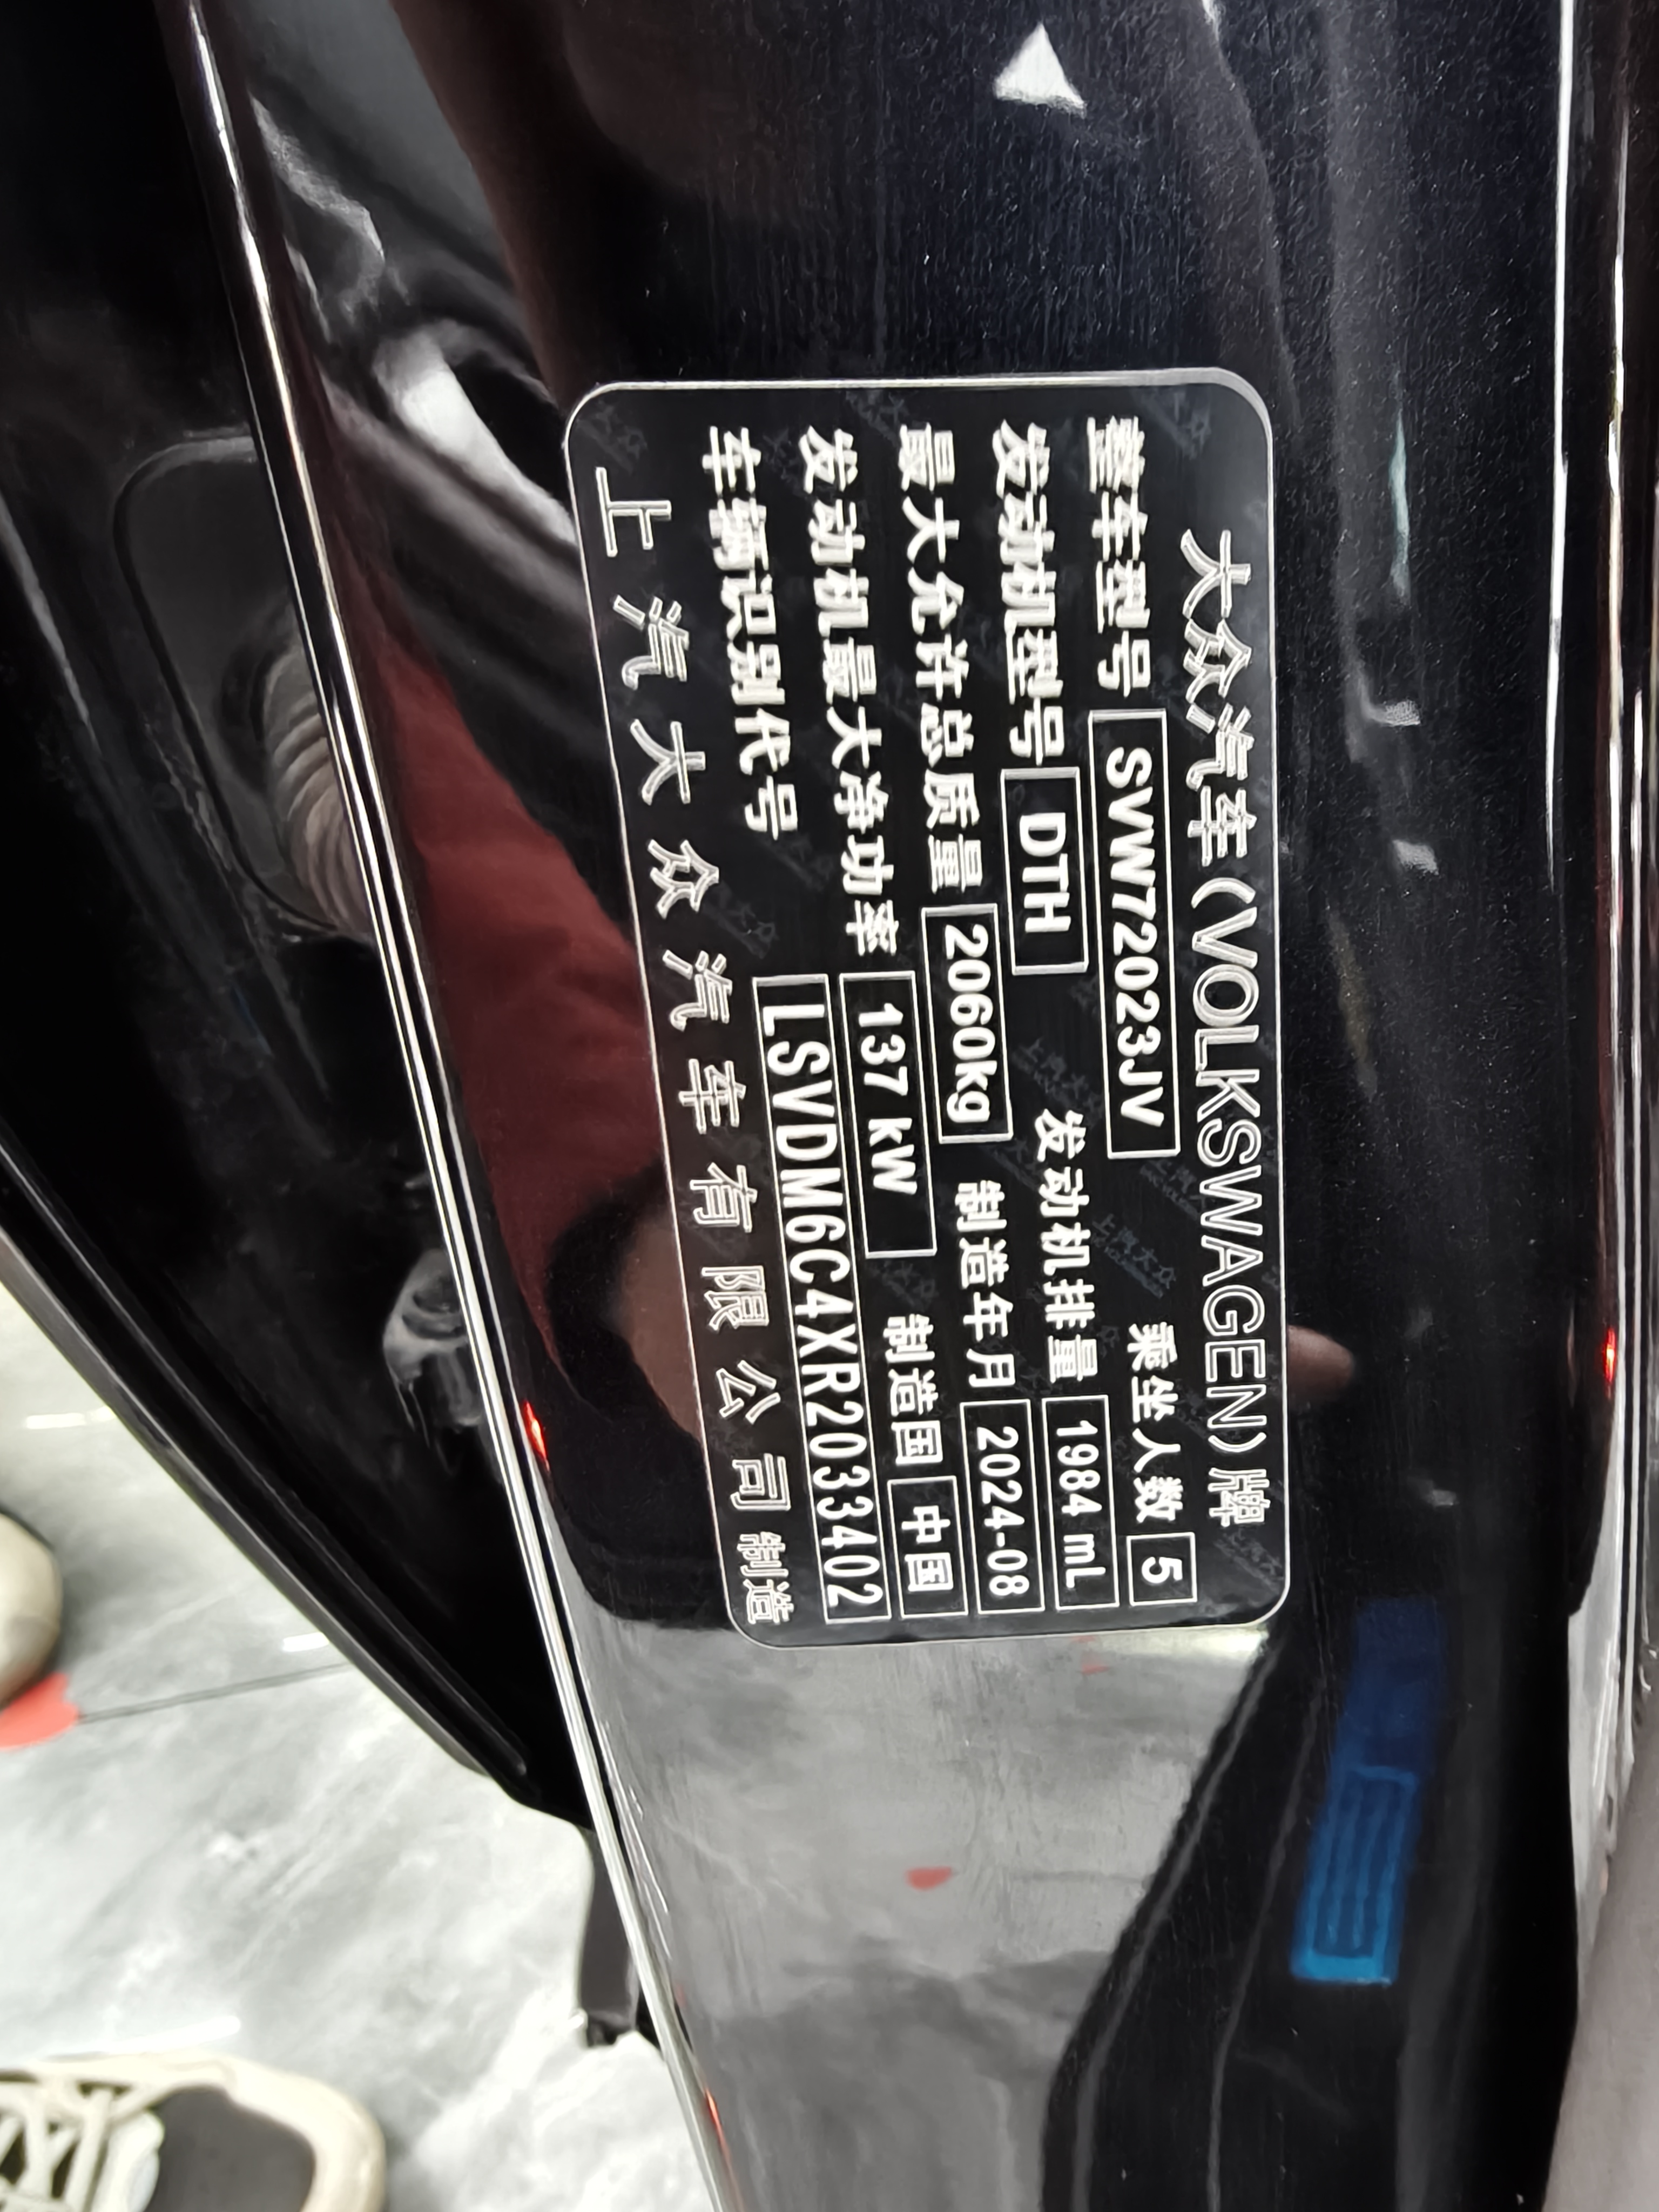 大众汽车(VOLKSWAGEN)牌
整车型号 SVW72023JV 乘坐人数 5
发动机型号 DTH 发动机排量 1984 mL
最大允许总质量 2060kg 制造年月 2024-08
发动机最大净功率 137 kW 制造国 中国
车辆识别代号 LSVDM6C4XR2033402
上汽大众汽车有限公司 制造